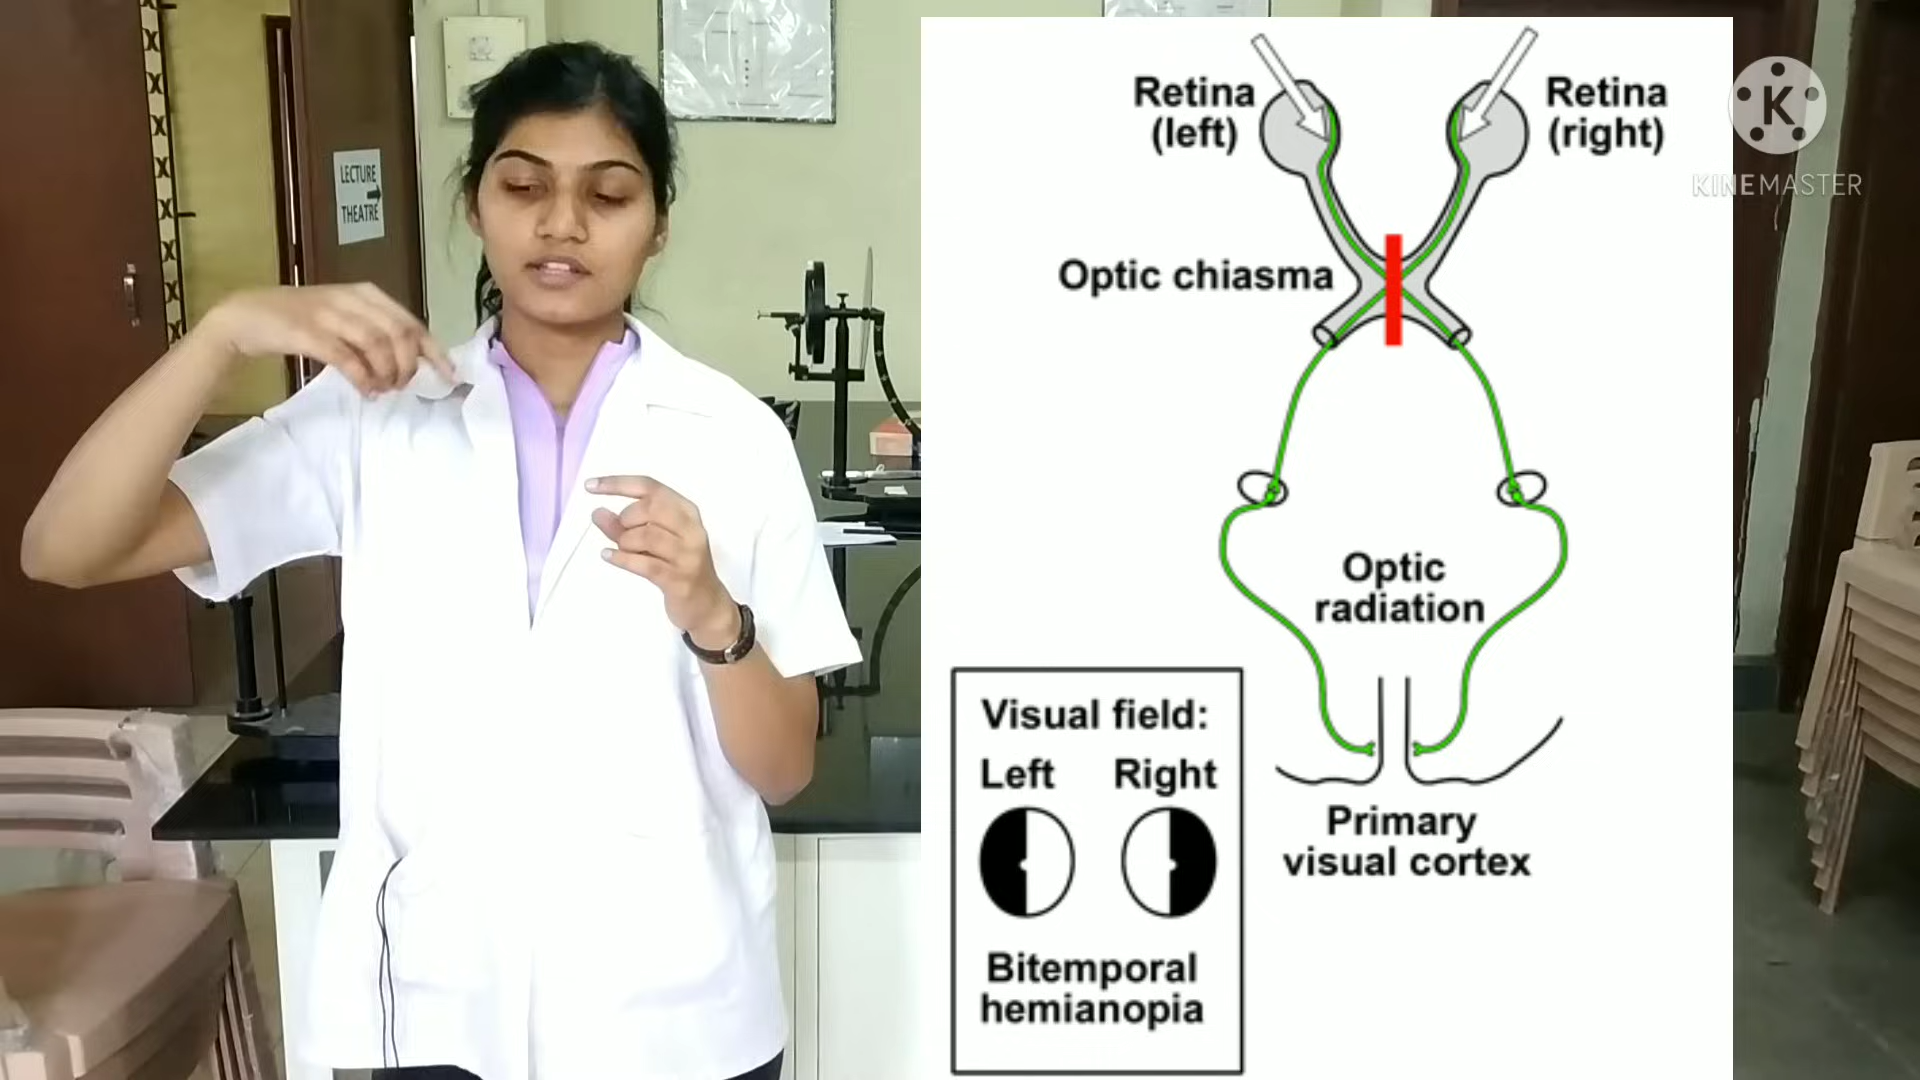 LECTURE
THEATRE
Retina
(left)
Retina
(right)
K
KINEMASTER
Optic chiasma
Optic
radiation
Visual field:
Left Right
Bitemporal
hemianopia
Primary
visual cortex